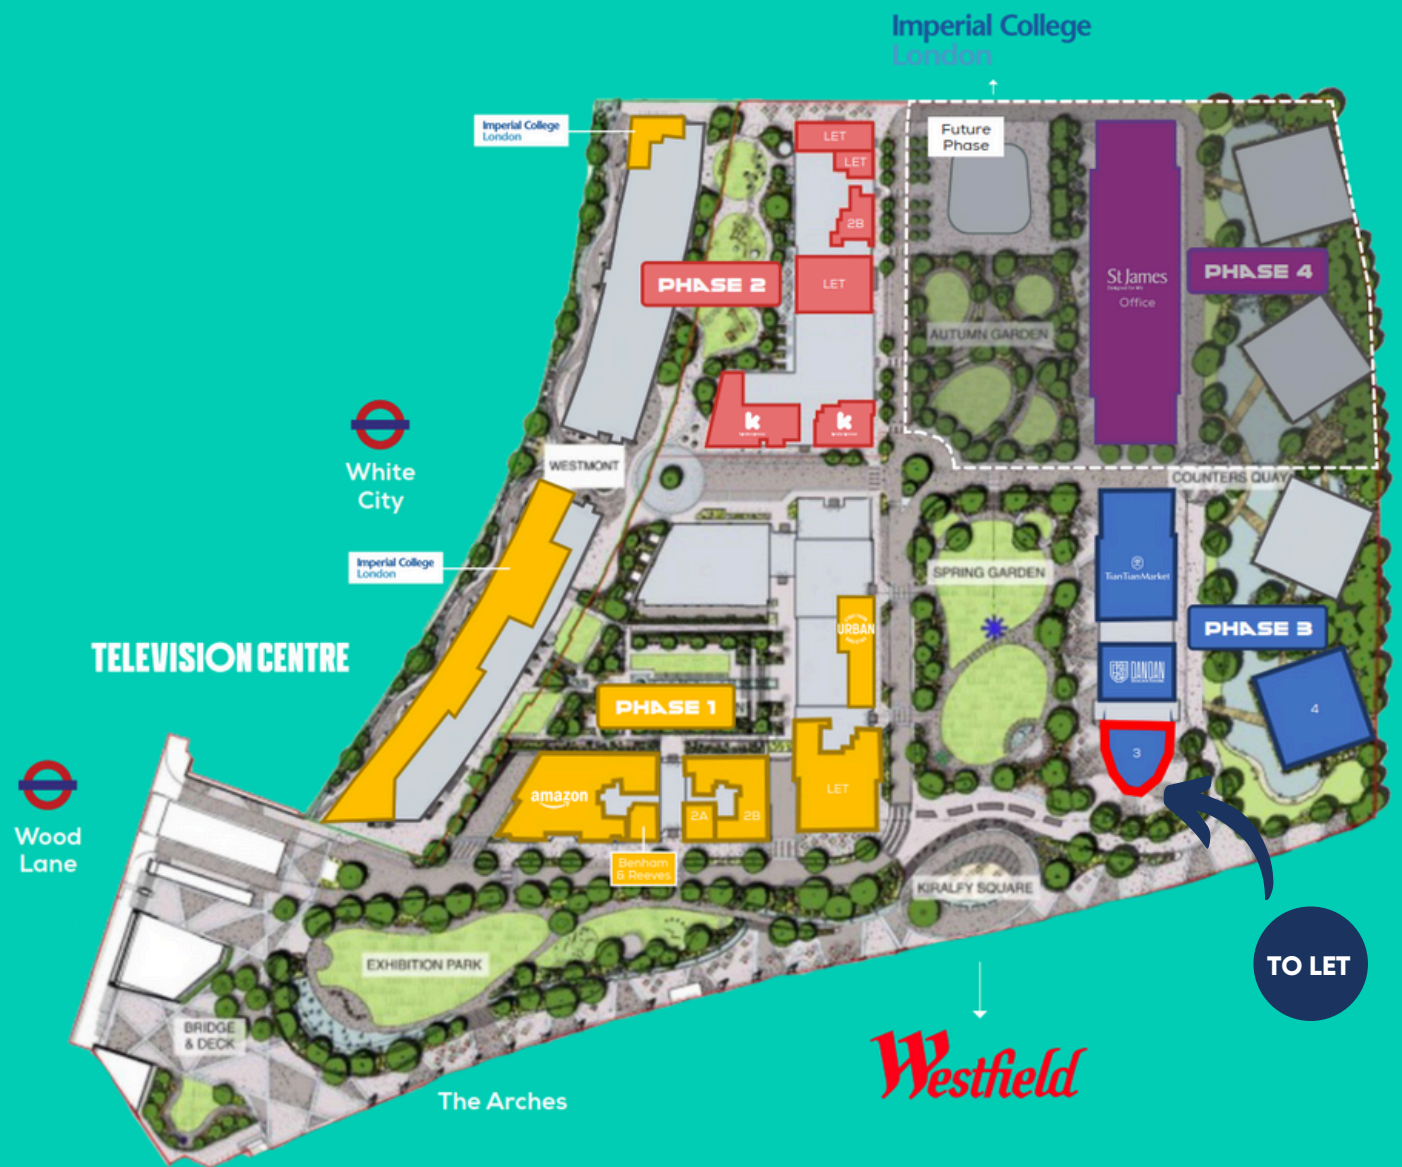 Imperial College
London
Imperial College
London
LET
LET
2B
LET
PHASE 2
Future
Phase
St James
Office
PHASE 4
AUTUMN GARDEN
k
k
White
City
WESTMONT
COUNTERS QUAY
Imperial College
London
SPRING GARDEN
TianTianMarket
URBAN
PHASE 3
TELEVISION CENTRE
DAN DAN
PHASE 1
4
3
Wood
Lane
amazon
2A
2B
LET
Benham
& Reeves
KIRALFY SQUARE
TO LET
EXHIBITION PARK
BRIDGE
& DECK
Westfield
The Arches